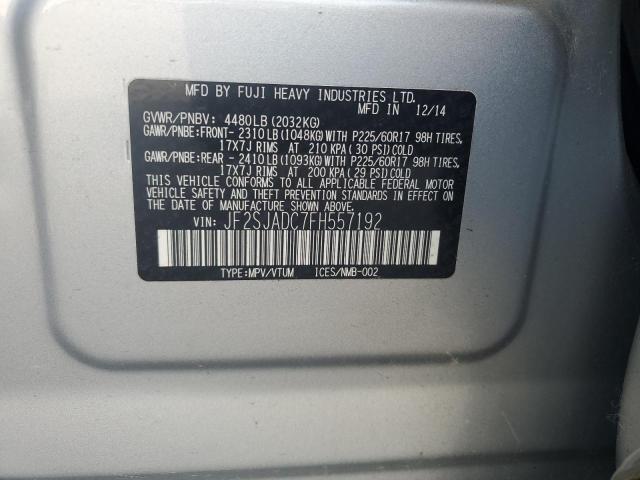 MFD BY FUJI HEAVY INDUSTRIES LTD.
MFD IN 12/14
GVWR/PNBV: 4480LB (2032KG)
GAWR/PNBE:FRONT- 2310LB(1048KG)WITH P225/60R17 98H TIRES,
17X7J RIMS AT 210 KPA( 30 PSI)COLD
GAWR/PNBE:REAR - 2410LB(1093KG)WITH P225/60R17 98H TIRES,
17X7J RIMS AT 200 KPA( 29 PSI)COLD
THIS VEHICLE CONFORMS TO ALL APPLICABLE FEDERAL MOTOR
VEHICLE SAFETY AND THEFT PREVENTION STANDARDS IN EFFECT ON
THE DATE OF MANUFACTURE SHOWN ABOVE.
VIN: JF2SJADC7FH557192
TYPE:MPV/VTUM ICES/NMB-002